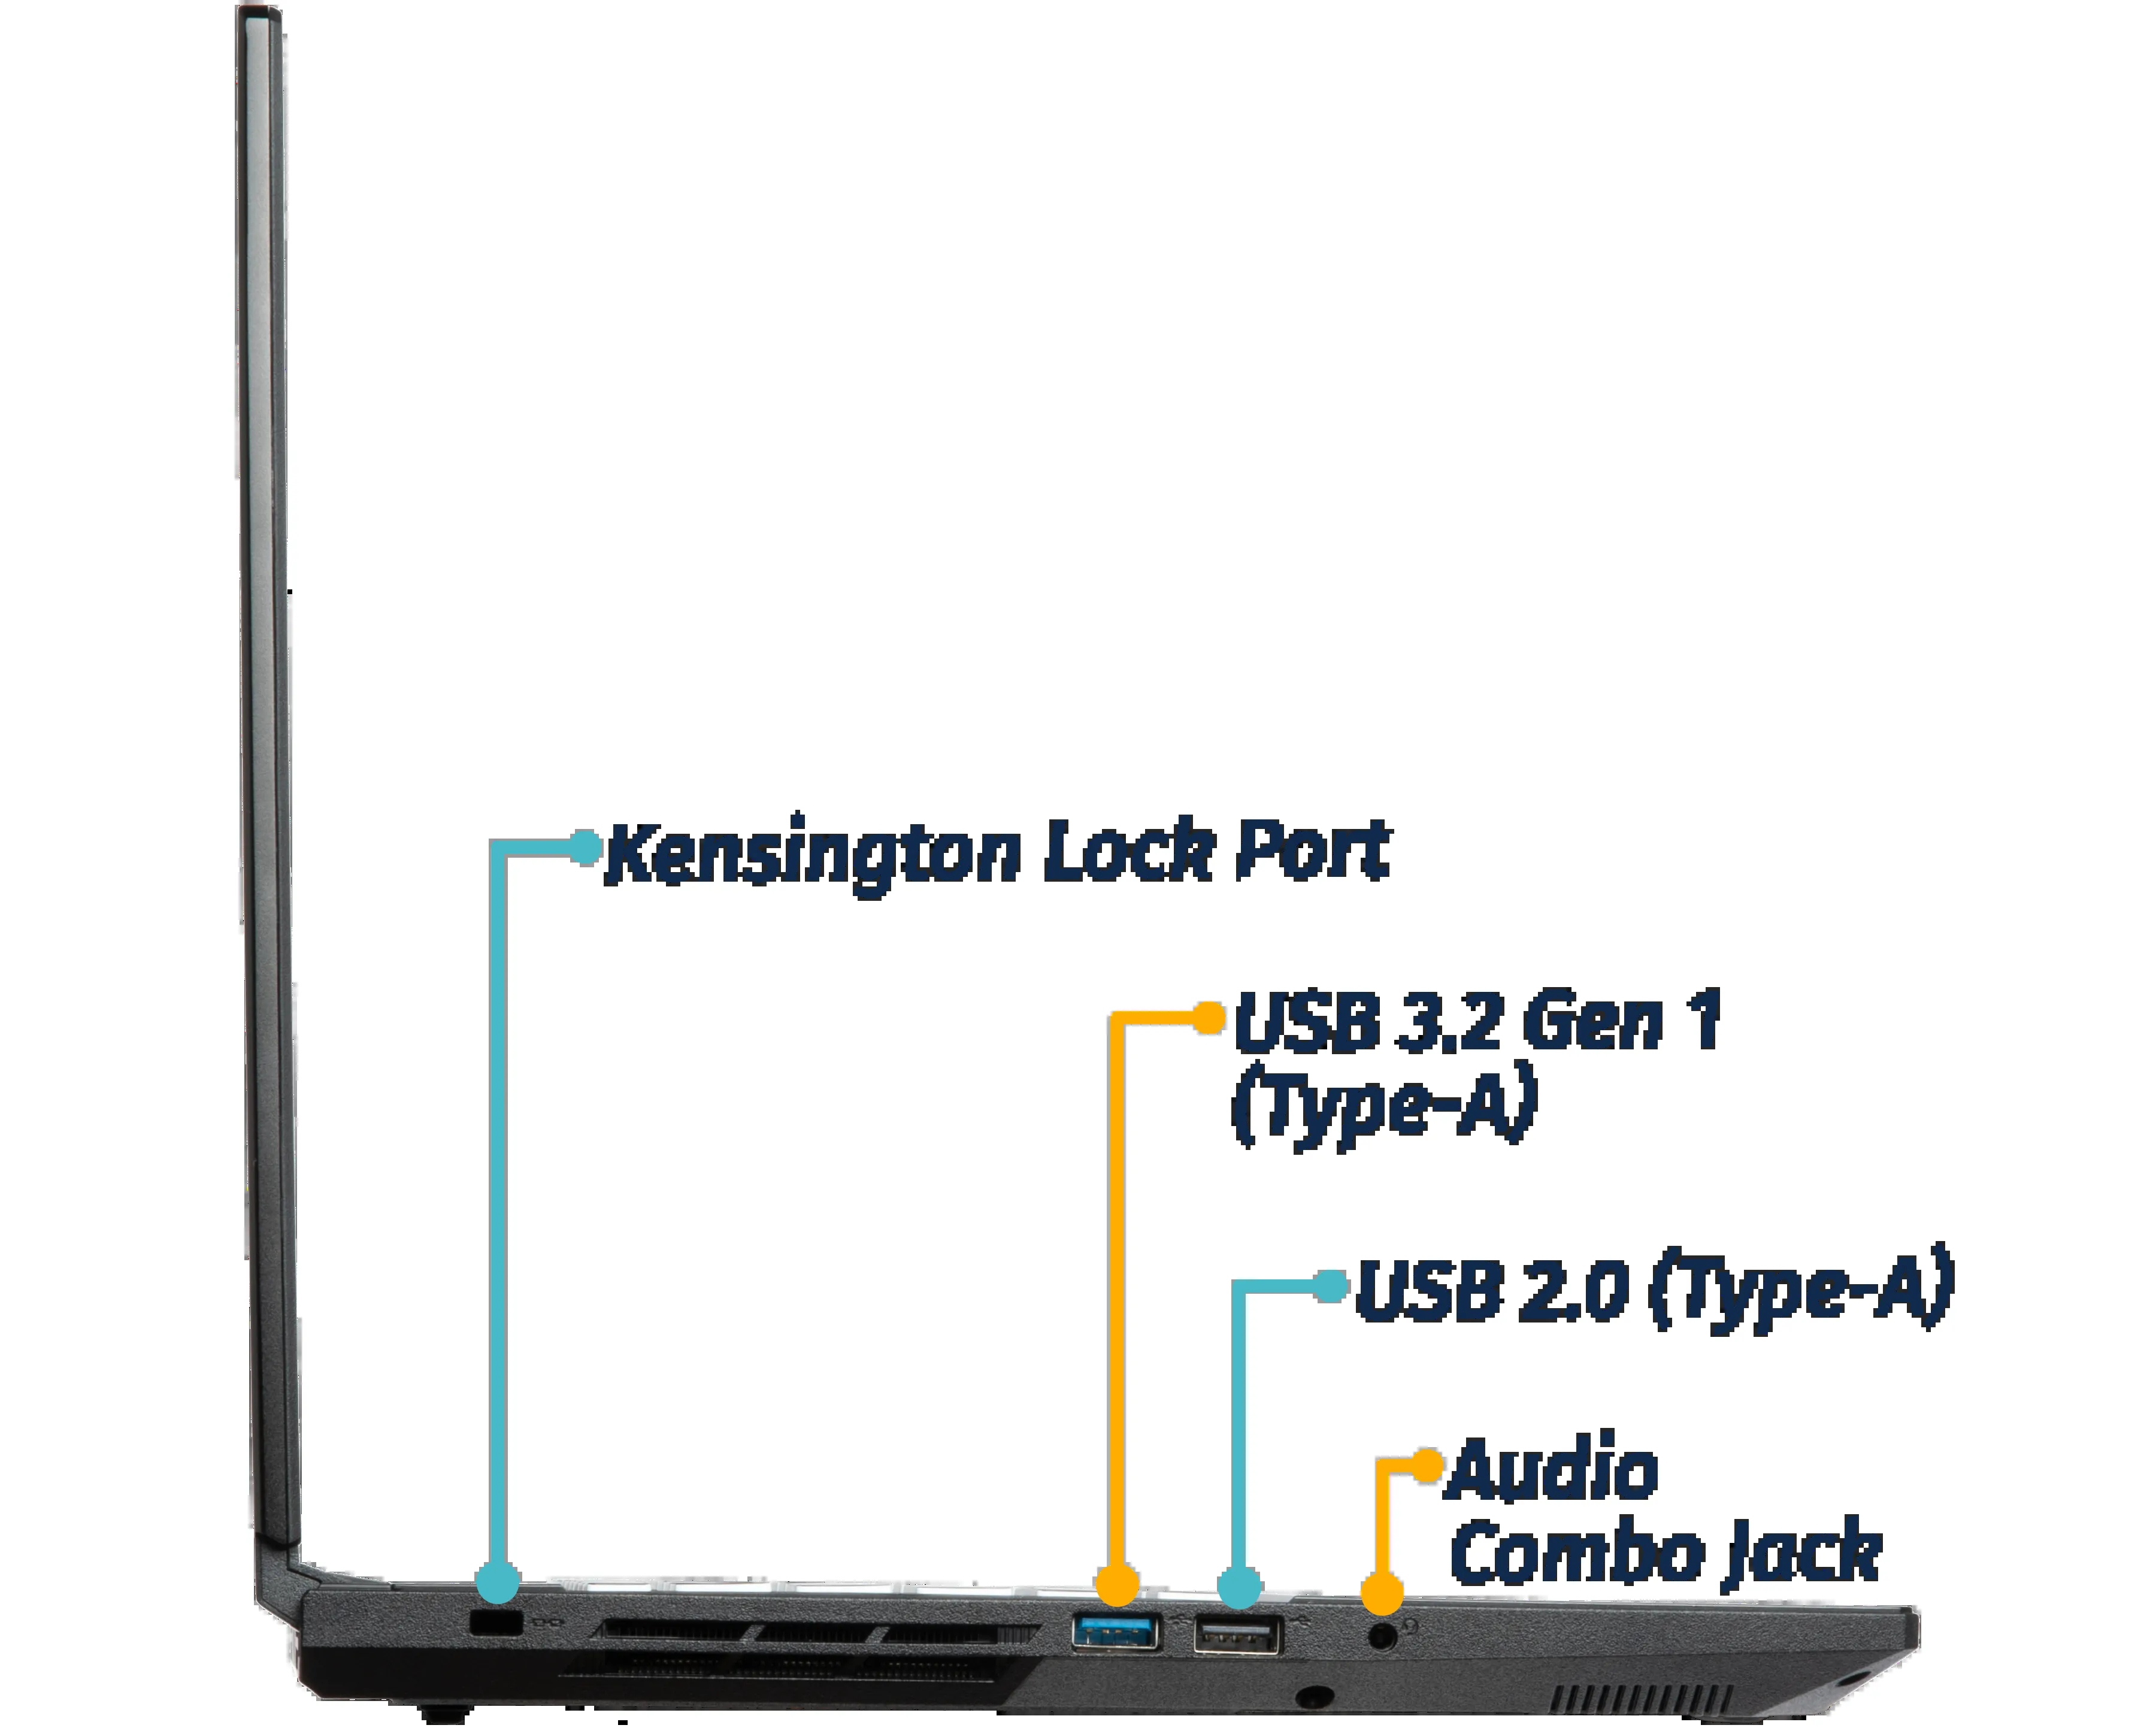 Kensington Lock Port
USB 3.2 Gen 1
(Type-A)
USB 2.0 (Type-A)
Audio
Combo Jack